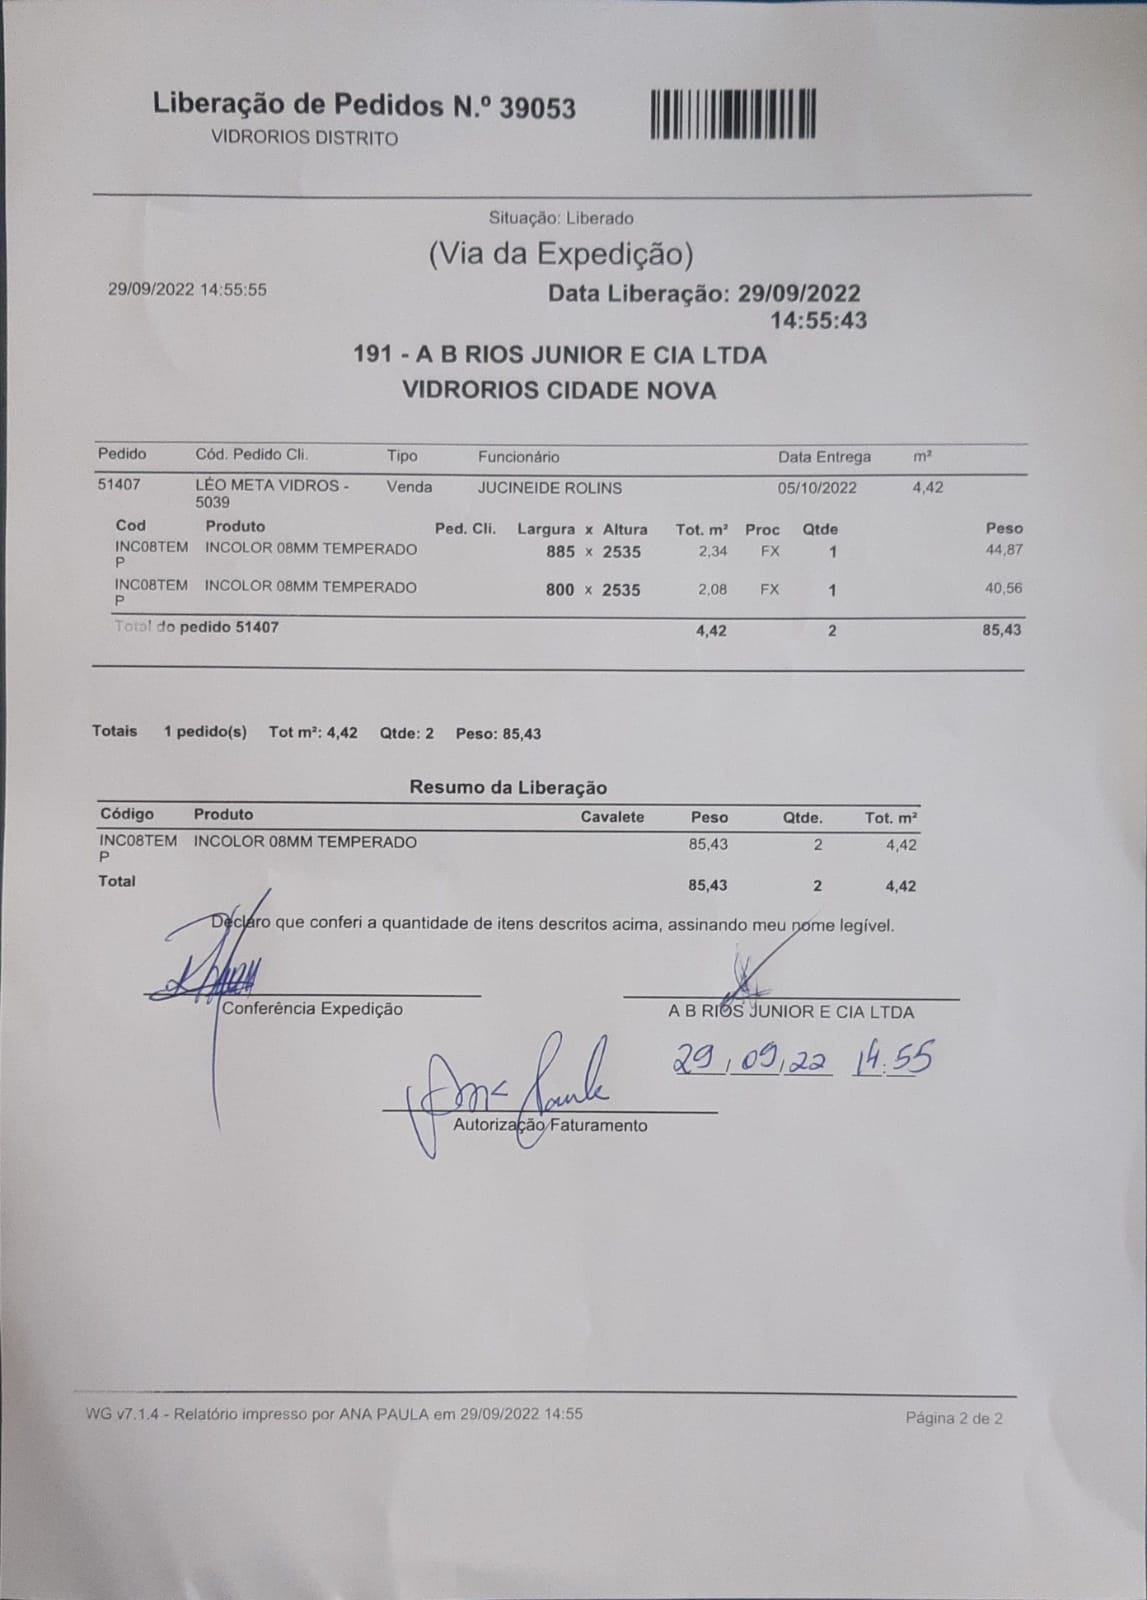 Liberação de Pedidos N.º 39053
VIDRORIOS DISTRITO
Situação: Liberado
(Via da Expedição)
29/09/2022 14:55:55
Data Liberação: 29/09/2022
14:55:43
191 - A B RIOS JUNIOR E CIA LTDA
VIDRORIOS CIDADE NOVA
Pedido Cód. Pedido Cli. Tipo Funcionário Data Entrega m²
51407 LÉO META VIDROS - Venda JUCINEIDE ROLINS 05/10/2022 4,42
5039
Cod Produto Ped. Cli. Largura x Altura Tot. m² Proc Qtde Peso
INC08TEM INCOLOR 08MM TEMPERADO 885 x 2535 2,34 FX 1 44,87
P
INC08TEM INCOLOR 08MM TEMPERADO 800 x 2535 2,08 FX 1 40,56
P
Total do pedido 51407 4,42 2 85,43
Totais 1 pedido(s) Tot m²: 4,42 Qtde: 2 Peso: 85,43
Resumo da Liberação
Código Produto Cavalete Peso Qtde. Tot. m²
INC08TEM INCOLOR 08MM TEMPERADO 85,43 2 4,42
P
Total 85,43 2 4,42
Declaro que conferi a quantidade de itens descritos acima, assinando meu nome legível.
Conferência Expedição
A B RIOS JUNIOR E CIA LTDA
29/09/22 14:55
Ana Paula
Autorização Faturamento
WG v7.1.4 - Relatório impresso por ANA PAULA em 29/09/2022 14:55
Página 2 de 2